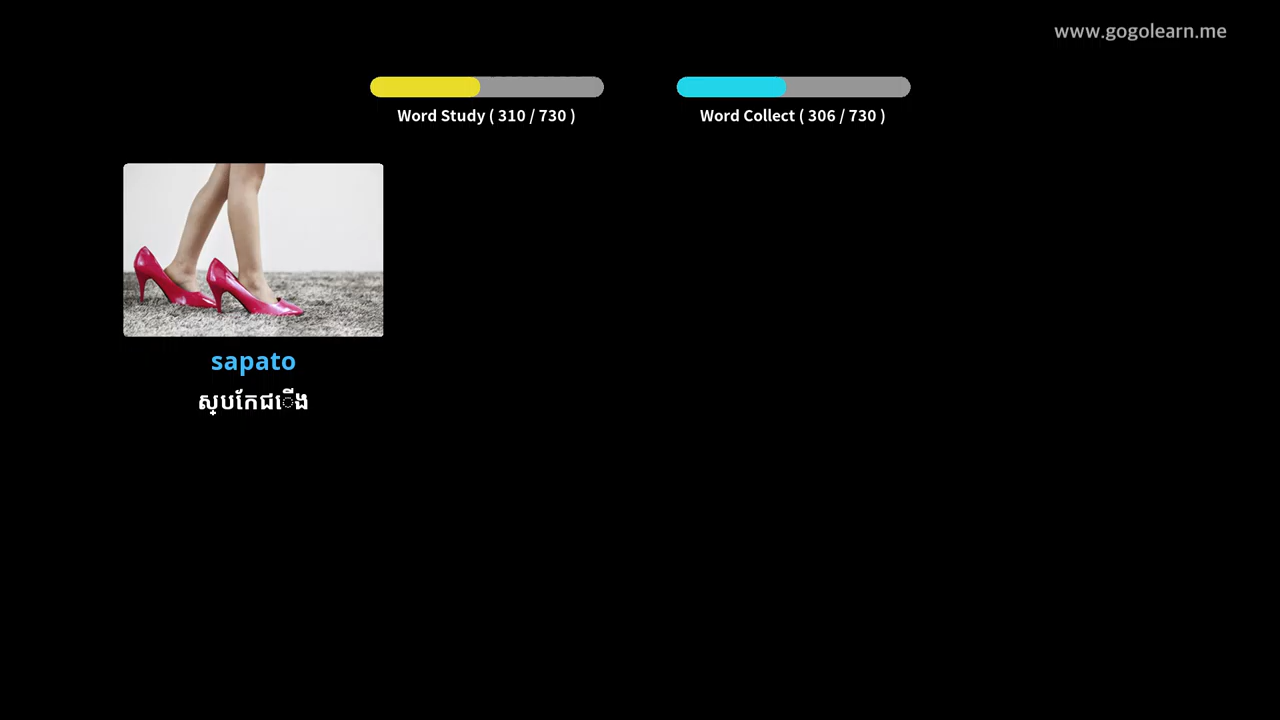 www.gogolearn.me
Word Study ( 310 / 730 )
Word Collect ( 306 / 730 )
sapato
ស្បែកជើង